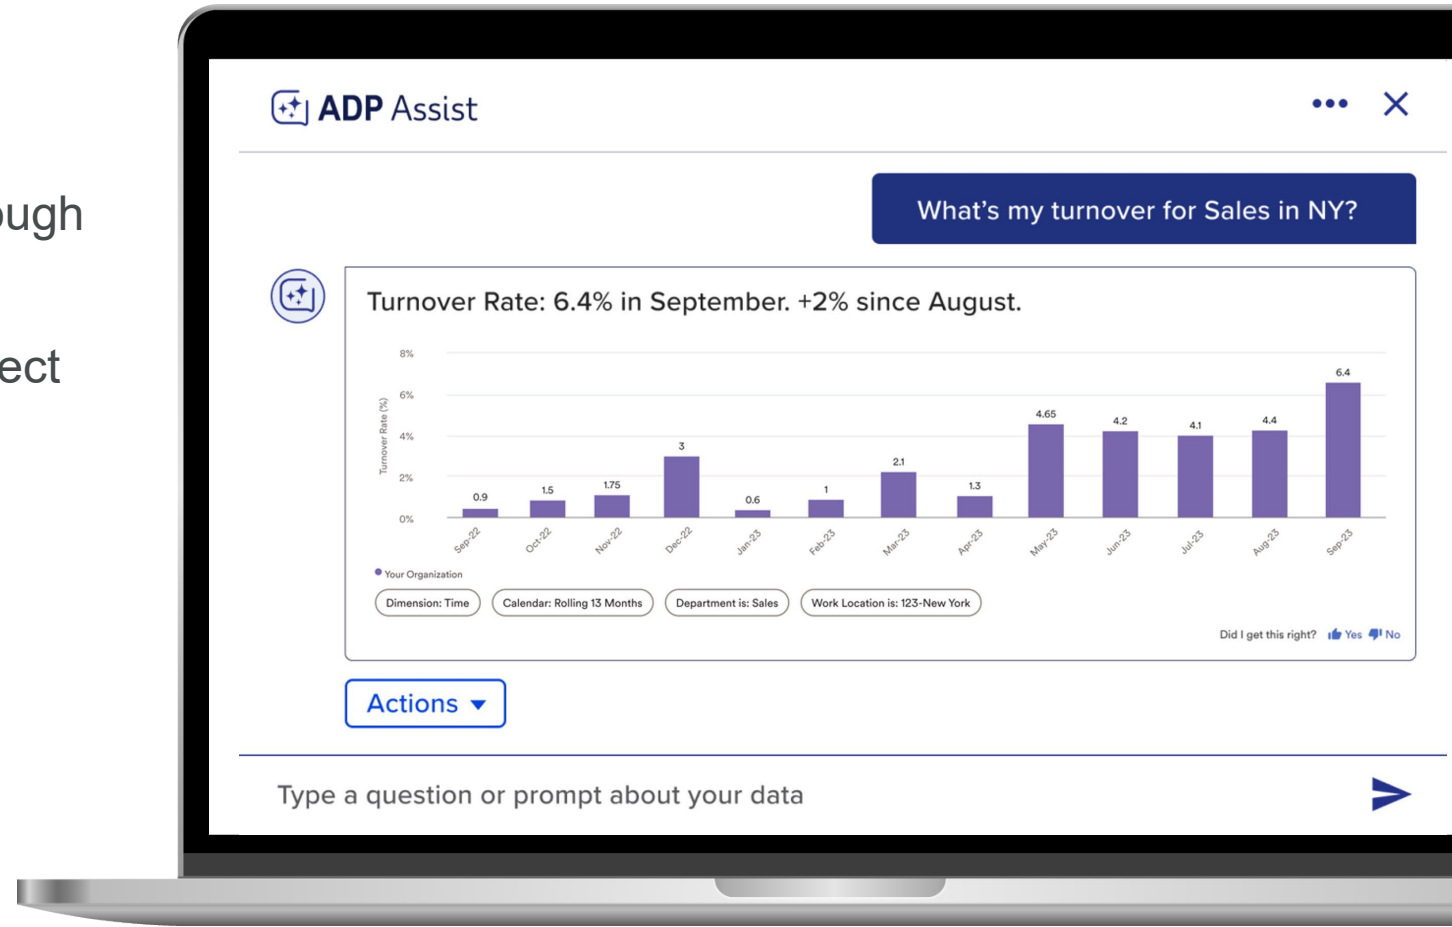 ough
ect
ADP Assist
What's my turnover for Sales in NY?
Turnover Rate: 6.4% in September. +2% since August.
8%
6%
4%
2%
0%
Turnover Rate (%)
0.9
1.5
1.75
3
0.6
1
2.1
1.3
4.65
4.2
4.1
4.4
6.4
Sep-22
Oct-22
Nov-22
Dec-22
Jan-23
Feb-23
Mar-23
Apr-23
May-23
Jun-23
Jul-23
Aug-23
Sep-23
Your Organization
Dimension: Time
Calendar: Rolling 13 Months
Department is: Sales
Work Location is: 123-New York
Did I get this right? Yes No
Actions
Type a question or prompt about your data